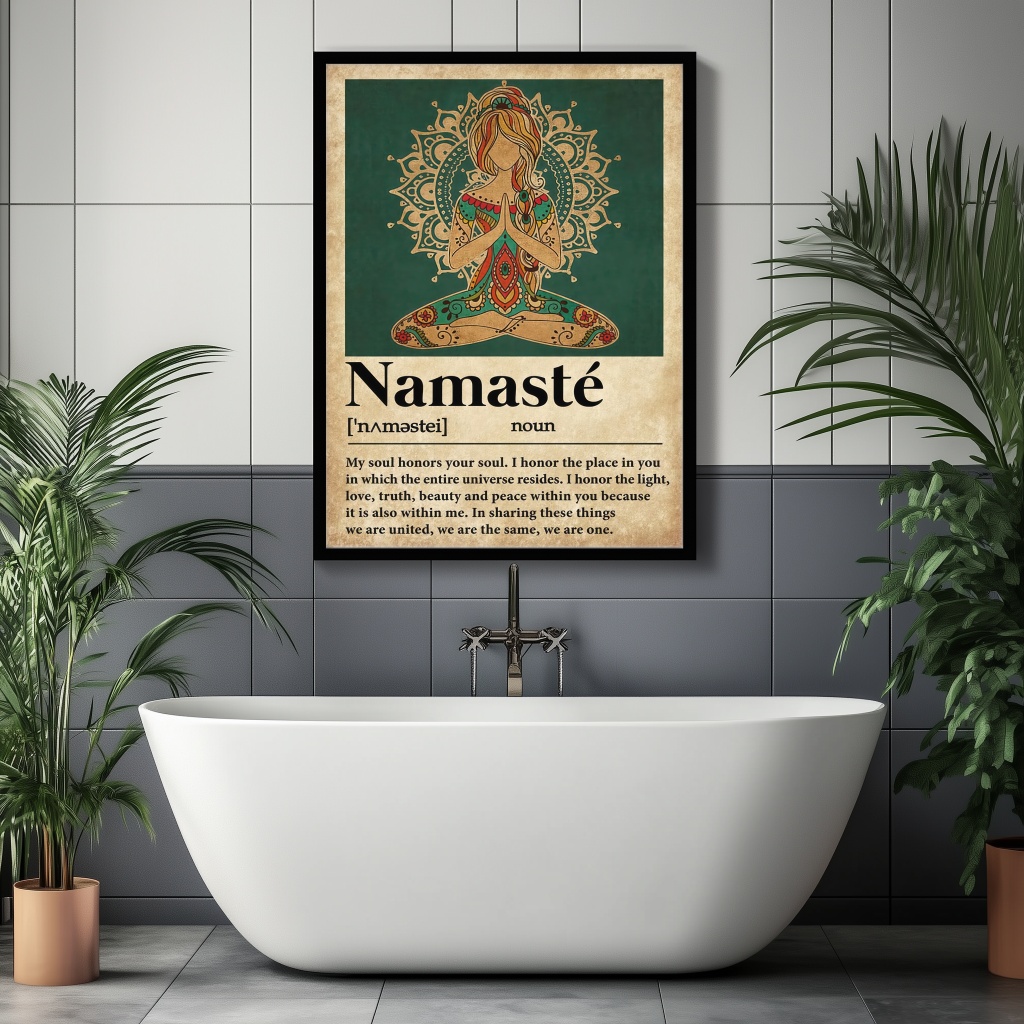 Namasté
['nʌməstei] noun
My soul honors your soul. I honor the place in you
in which the entire universe resides. I honor the light,
love, truth, beauty and peace within you because
it is also within me. In sharing these things
we are united, we are the same, we are one.